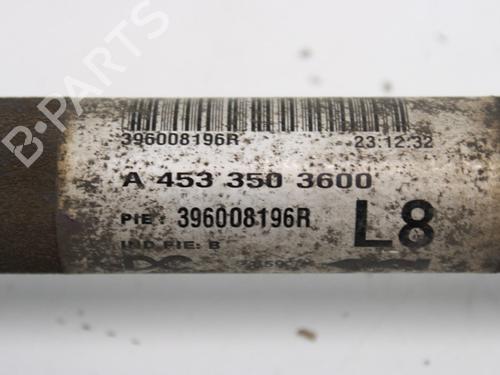 B-PARTS
396008196R 23.12.32
A 453 350 3600
PIE : 396008196R L8
IND PIE: B